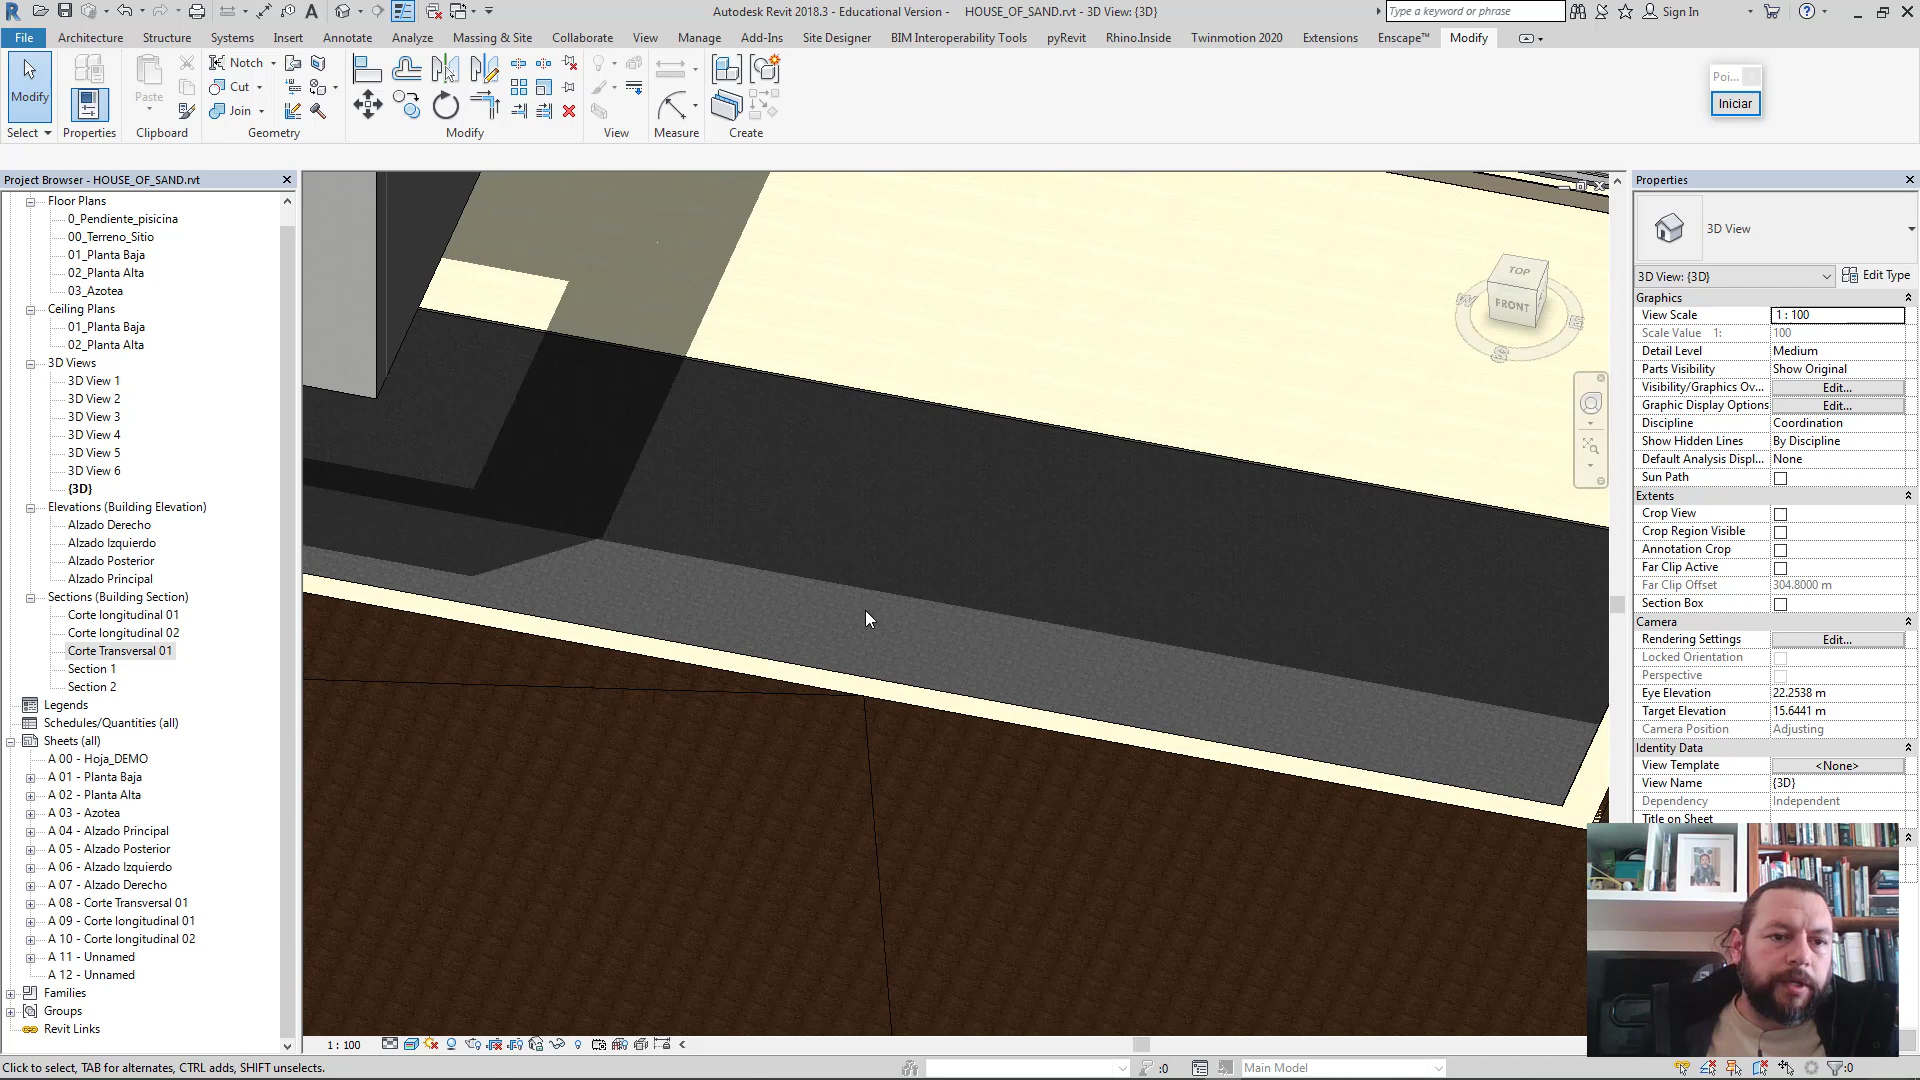 Autodesk Revit 2018.3 - Educational Version -    HOUSE_OF_SAND.rvt - 3D View: {3D}
Type a keyword or phrase
Sign In
File Architecture Structure Systems Insert Annotate Analyze Massing & Site Collaborate View Manage Add-Ins Site Designer BIM Interoperability Tools pyRevit Rhino.Inside Twinmotion 2020 Extensions Enscape™ Modify
Modify
Paste
Notch
Cut
Join
Poi...
Iniciar
Select Properties Clipboard Geometry Modify View Measure Create
Project Browser - HOUSE_OF_SAND.rvt
Floor Plans
0_Pendiente_pisicina
00_Terreno_Sitio
01_Planta Baja
02_Planta Alta
03_Azotea
Ceiling Plans
01_Planta Baja
02_Planta Alta
3D Views
3D View 1
3D View 2
3D View 3
3D View 4
3D View 5
3D View 6
{3D}
Elevations (Building Elevation)
Alzado Derecho
Alzado Izquierdo
Alzado Posterior
Alzado Principal
Sections (Building Section)
Corte longitudinal 01
Corte longitudinal 02
Corte Transversal 01
Section 1
Section 2
Legends
Schedules/Quantities (all)
Sheets (all)
A 00 - Hoja_DEMO
A 01 - Planta Baja
A 02 - Planta Alta
A 03 - Azotea
A 04 - Alzado Principal
A 05 - Alzado Posterior
A 06 - Alzado Izquierdo
A 07 - Alzado Derecho
A 08 - Corte Transversal 01
A 09 - Corte longitudinal 01
A 10 - Corte longitudinal 02
A 11 - Unnamed
A 12 - Unnamed
Families
Groups
Revit Links
TOP
FRONT
W
S
E
Properties
3D View
3D View: {3D}
Edit Type
Graphics
View Scale 1 : 100
Scale Value 1: 100
Detail Level Medium
Parts Visibility Show Original
Visibility/Graphics Ov... Edit...
Graphic Display Options Edit...
Discipline Coordination
Show Hidden Lines By Discipline
Default Analysis Displ... None
Sun Path
Extents
Crop View
Crop Region Visible
Annotation Crop
Far Clip Active
Far Clip Offset 304.8000 m
Section Box
Camera
Rendering Settings Edit...
Locked Orientation
Perspective
Eye Elevation 22.2538 m
Target Elevation 15.6441 m
Camera Position Adjusting
Identity Data
View Template <None>
View Name {3D}
Dependency Independent
Title on Sheet
1 : 100
Click to select, TAB for alternates, CTRL adds, SHIFT unselects.
:0
Main Model
:0